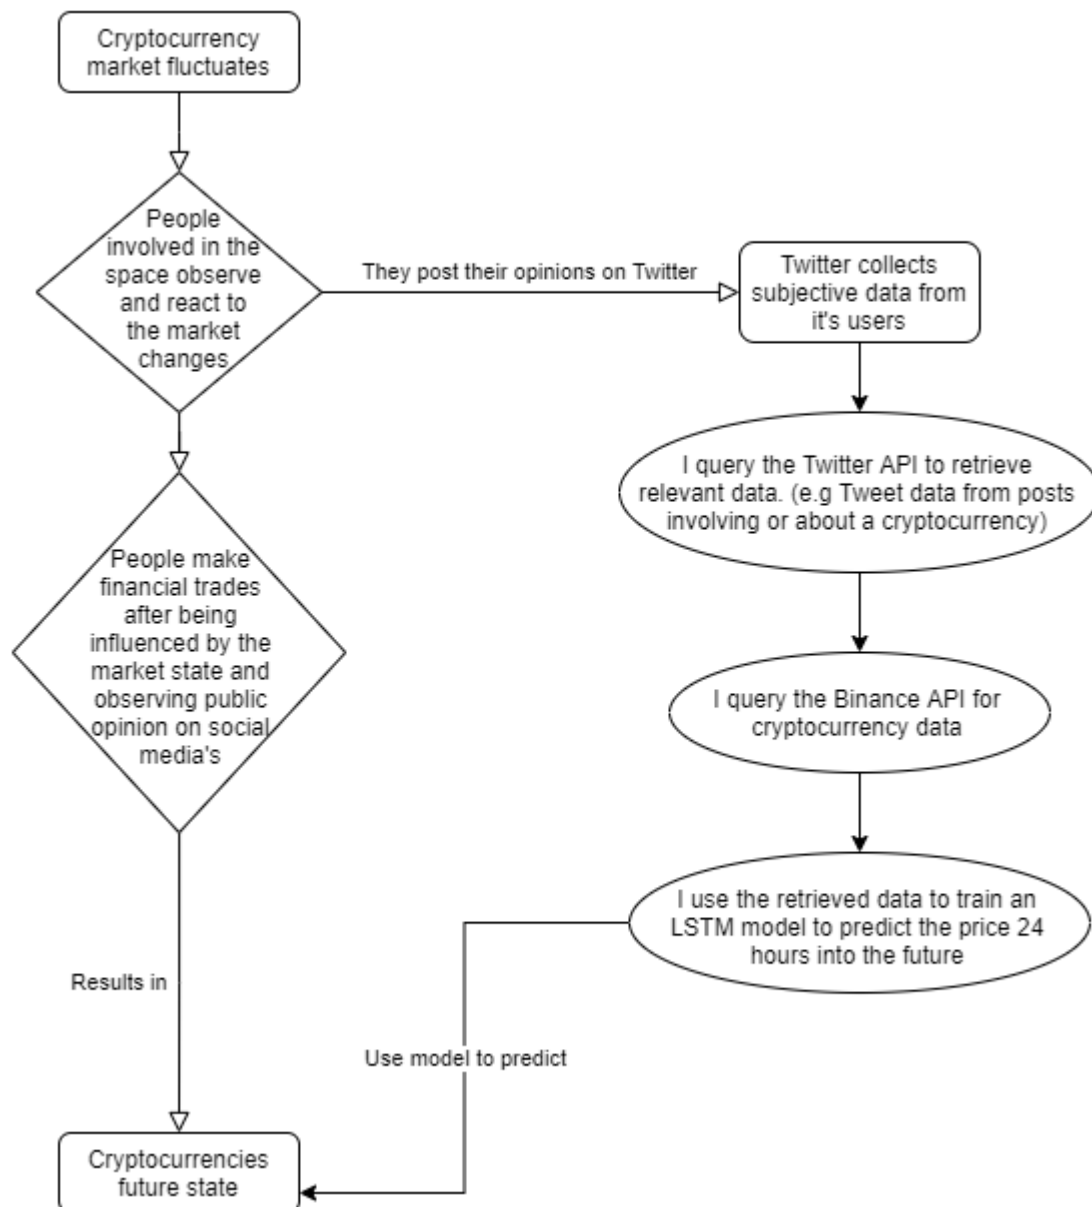 Cryptocurrency
market fluctuates
People
involved in the
space observe
and react to
the market
changes
They post their opinions on Twitter
Twitter collects
subjective data from
it's users
I query the Twitter API to retrieve
relevant data. (e.g Tweet data from posts
involving or about a cryptocurrency)
People make
financial trades
after being
influenced by the
market state and
observing public
opinion on social
media's
I query the Binance API for
cryptocurrency data
I use the retrieved data to train an
LSTM model to predict the price 24
hours into the future
Results in
Use model to predict
Cryptocurrencies
future state